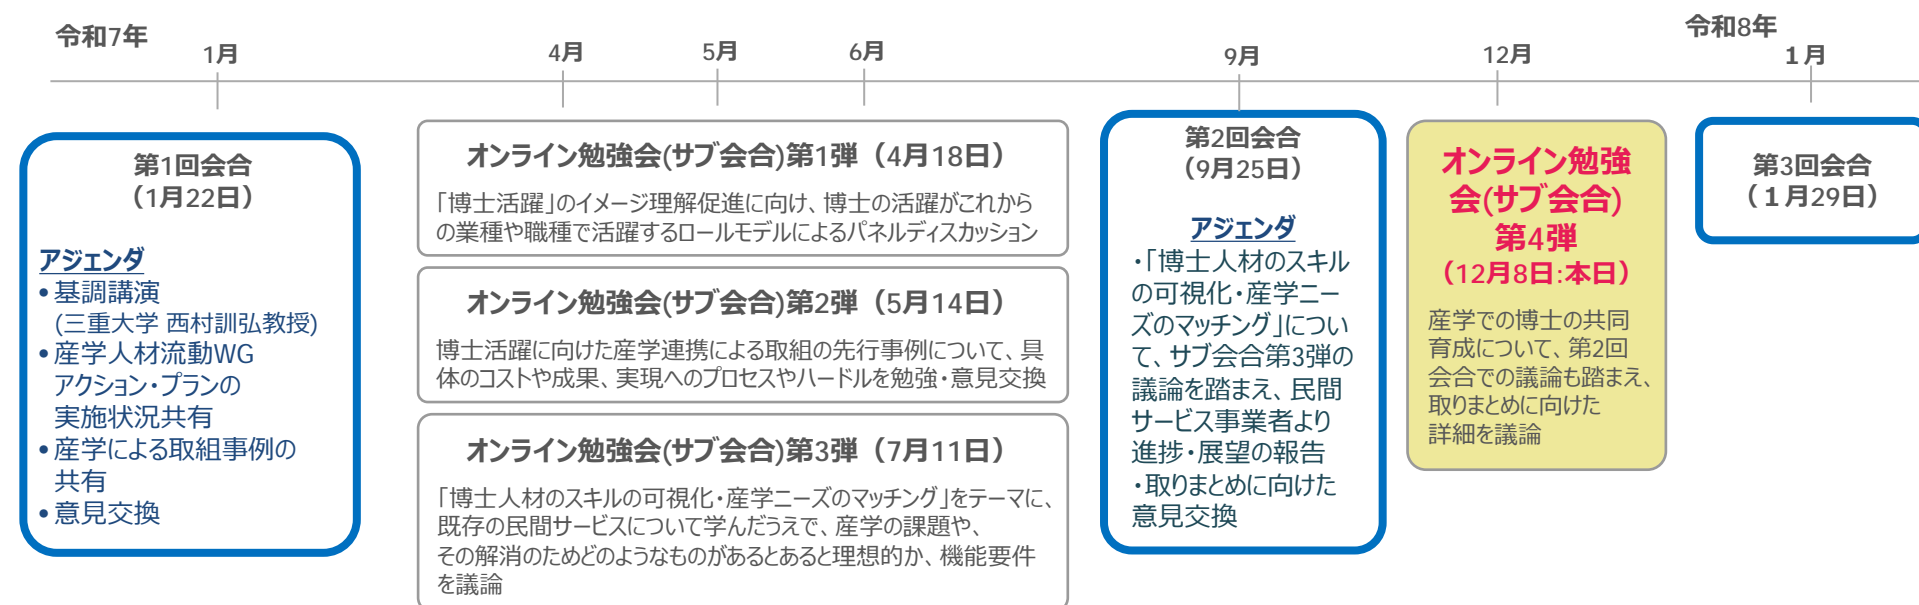 令和7年
1月
4月
5月
6月
9月
12月
令和8年
１月
第1回会合
（1月22日）
アジェンダ
•基調講演
(三重大学 西村訓弘教授)
•産学人材流動WG
アクション・プランの
実施状況共有
•産学による取組事例の
共有
•意見交換
オンライン勉強会(サブ会合)第1弾（4月18日）
「博士活躍」のイメージ理解促進に向け、博士の活躍がこれから
の業種や職種で活躍するロールモデルによるパネルディスカッション
オンライン勉強会(サブ会合)第2弾（5月14日）
博士活躍に向けた産学連携による取組の先行事例について、具
体のコストや成果、実現へのプロセスやハードルを勉強・意見交換
オンライン勉強会(サブ会合)第3弾（7月11日）
「博士人材のスキルの可視化・産学ニーズのマッチング」をテーマに、
既存の民間サービスについて学んだうえで、産学の課題や、
その解消のためどのようなものがあるとあると理想的か、機能要件
を議論
第2回会合
（9月25日）
アジェンダ
・「博士人材のスキル
の可視化・産学ニー
ズのマッチング」につい
て、サブ会合第3弾の
議論を踏まえ、民間
サービス事業者より
進捗・展望の報告
・取りまとめに向けた
意見交換
オンライン勉強
会(サブ会合)
第4弾
（12月8日:本日）
産学での博士の共同
育成について、第2回
会合での議論も踏まえ、
取りまとめに向けた
詳細を議論
第3回会合
（１月29日）